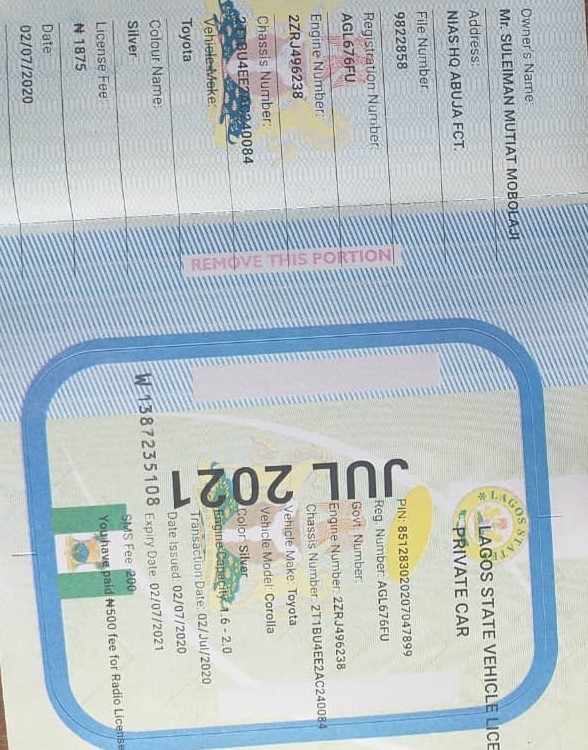 Owner's Name:
Mr. SULEIMAN MUTIAT MOBOLAJI
Address:
NIAS HQ ABUJA FCT.
File Number:
9822858
Registration Number:
AGL676FU
Engine Number:
2ZRJ496238
Chassis Number:
2T1BU4EE2AC240084
Vehicle Make:
Toyota
Colour Name:
Silver
License Fee:
₦ 1875
Date
02/07/2020
REMOVE THIS PORTION
LAGOS STATE
LAGOS STATE VEHICLE LICE
PRIVATE CAR
PIN: 851283020207047899
Reg. Number: AGL676FU
Govt. Number:
Engine Number: 2ZRJ496238
Chassis Number: 2T1BU4EE2AC240084
Vehicle Make: Toyota
Vehicle Model: Corolla
Color: Silver
Engine Capacity: 1.6 - 2.0
Transaction Date: 02/Jul/2020
Date Issued: 02/07/2020
Expiry Date: 02/07/2021
SMS Fee: 200
You have paid ₦500 fee for Radio License
JUL 2021
W 1387235108